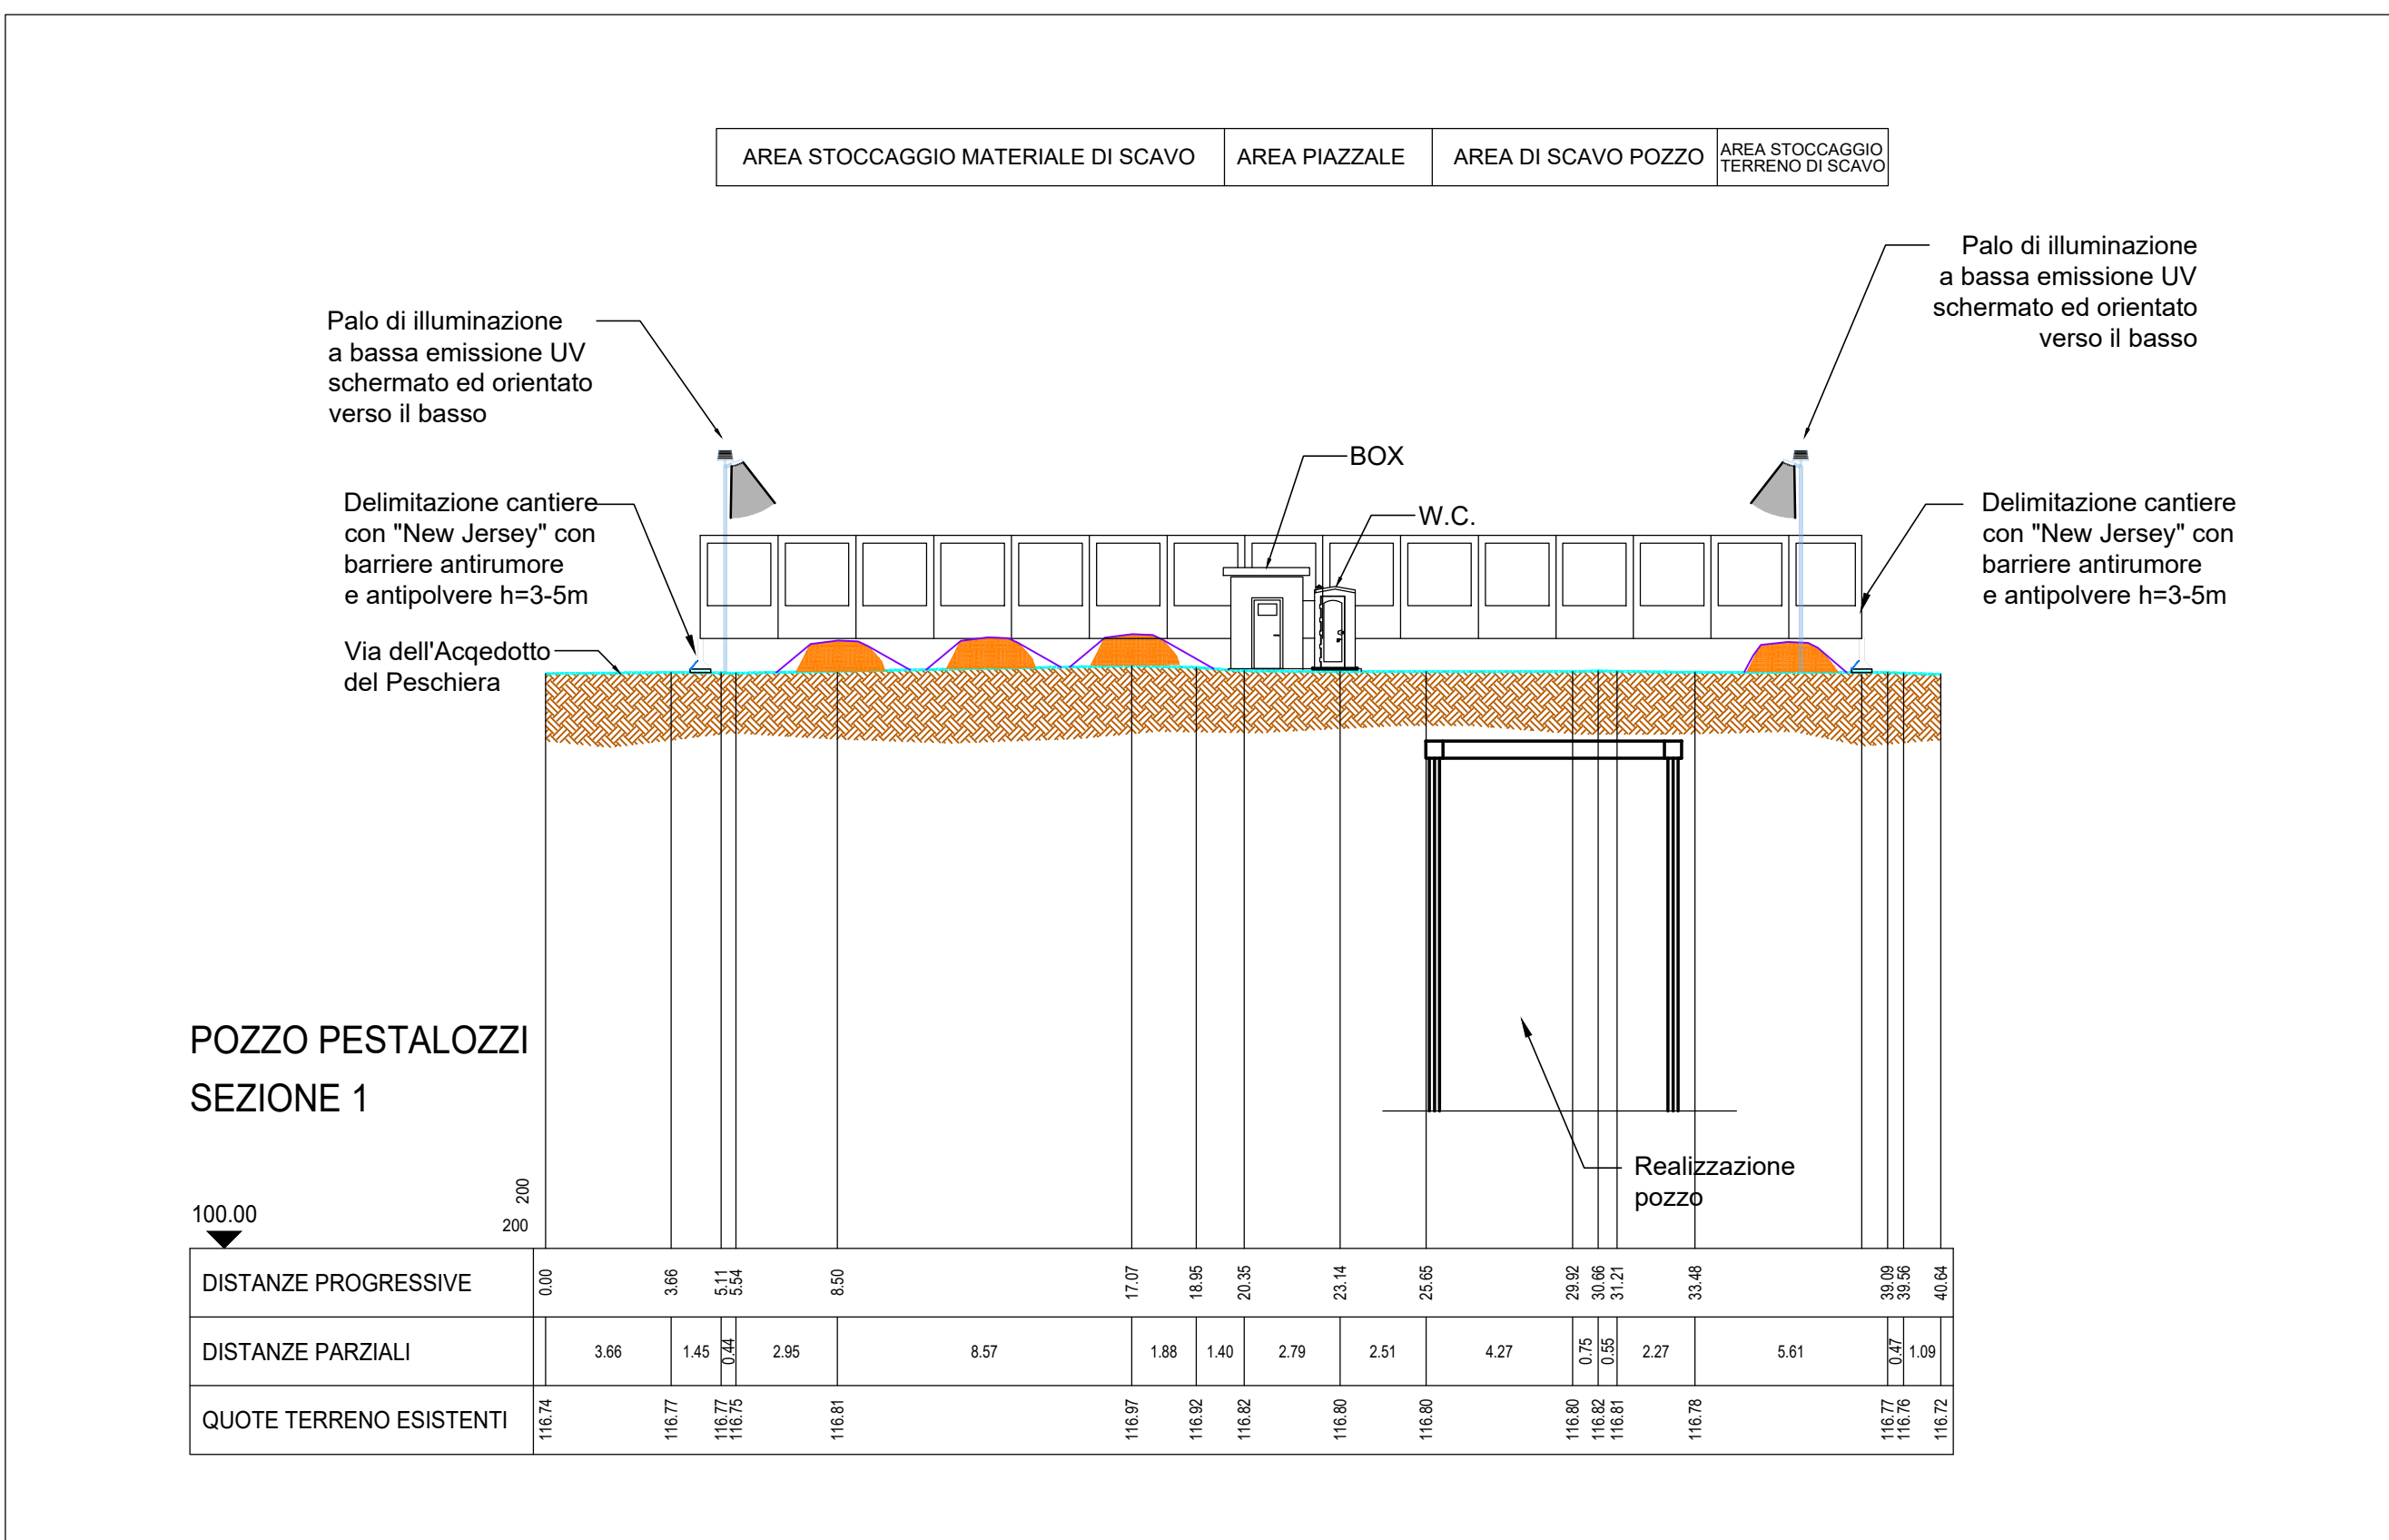 AREA STOCCAGGIO MATERIALE DI SCAVO
AREA PIAZZALE
AREA DI SCAVO POZZO
AREA STOCCAGGIO
TERRENO DI SCAVO
Palo di illuminazione
a bassa emissione UV
schermato ed orientato
verso il basso
Palo di illuminazione
a bassa emissione UV
schermato ed orientato
verso il basso
BOX
W.C.
Delimitazione cantiere
con "New Jersey" con
barriere antirumore
e antipolvere h=3-5m
Delimitazione cantiere
con "New Jersey" con
barriere antirumore
e antipolvere h=3-5m
Via dell'Acqedotto
del Peschiera
POZZO PESTALOZZI
SEZIONE 1
Realizzazione
pozzo
200
200
100.00
DISTANZE PROGRESSIVE 0.00 3.66 5.11 5.54 8.50 17.07 18.95 20.35 23.14 25.65 29.92 30.66 31.21 33.48 39.09 39.56 40.64
DISTANZE PARZIALI 3.66 1.45 0.44 2.95 8.57 1.88 1.40 2.79 2.51 4.27 0.75 0.55 2.27 5.61 0.47 1.09
QUOTE TERRENO ESISTENTI 116.74 116.77 116.77 116.75 116.81 116.97 116.92 116.82 116.80 116.80 116.80 116.82 116.81 116.78 116.77 116.76 116.72